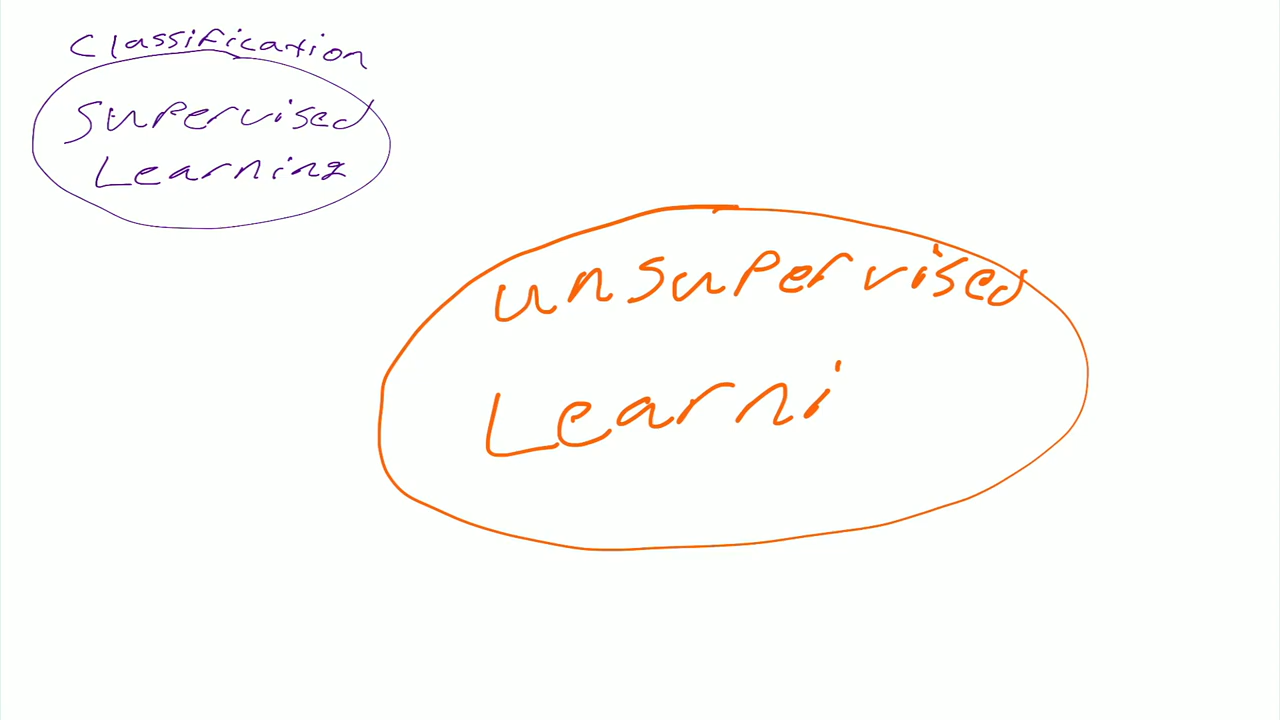 Classification
Supervised
Learning
unsupervised
Learni